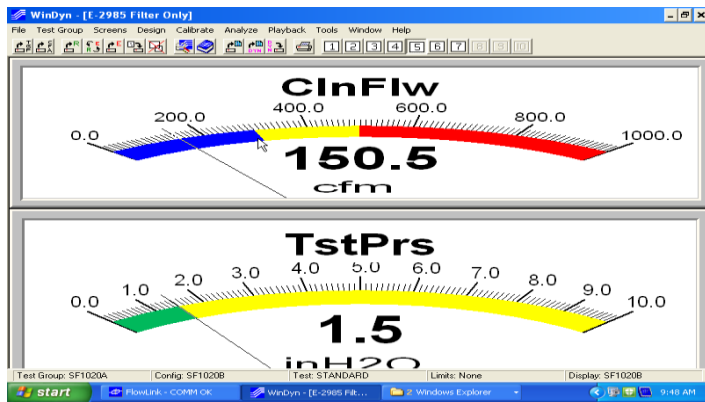 WinDyn - [E-2985 Filter Only]
File Test Group Screens Design Calibrate Analyze Playback Tools Window Help
1 2 3 4 5 6 7 8 9 10
ClnFlw
0.0 200.0 400.0 600.0 800.0 1000.0
150.5
cfm
TstPrs
0.0 1.0 2.0 3.0 4.0 5.0 6.0 7.0 8.0 9.0 10.0
1.5
inH2O
Test Group: SF1020A Config: SF1020B Test: STANDARD Limits: None Display: SF1020B
start FlowLink - COMM OK WinDyn - [E-2985 Filt... 2 Windows Explorer 9:48 AM